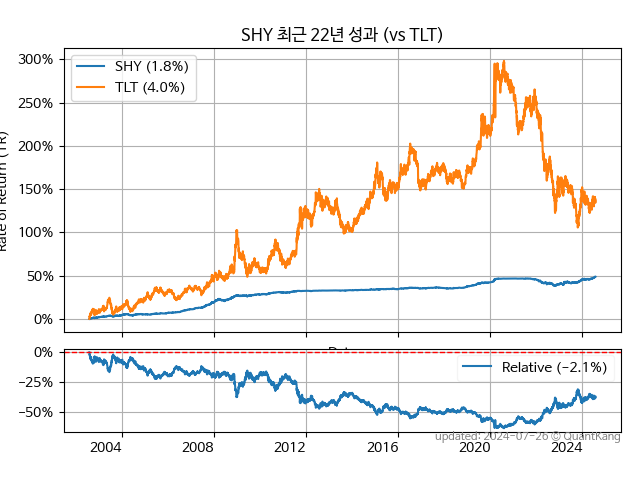 SHY 최근 22년 성과 (vs TLT)
300%
250%
200%
150%
100%
50%
0%
SHY (1.8%)
TLT (4.0%)
Rate of Return (TR)
0%
−25%
−50%
Relative (−2.1%)
2004
2008
2012
2016
2020
2024
updated: 2024-07-26 © QuantKang